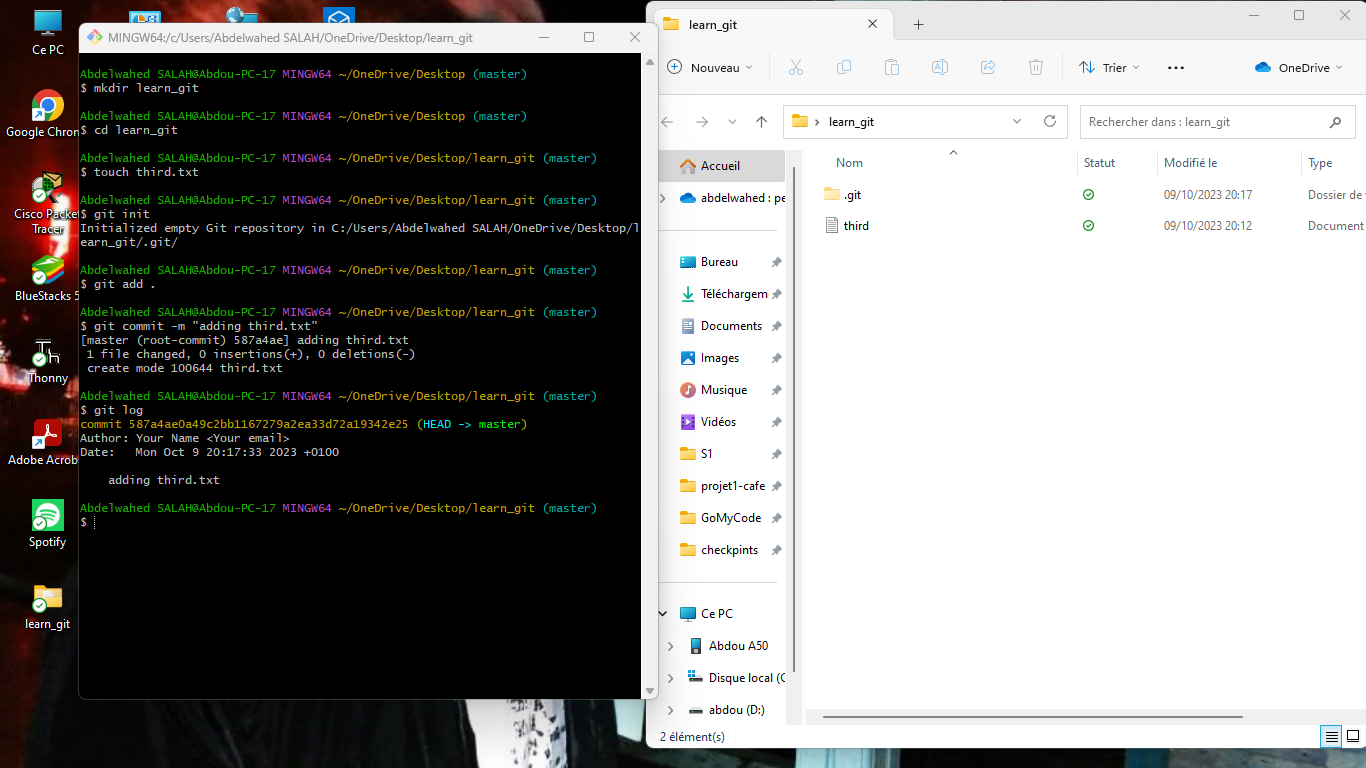 Ce PC
Google Chron
Cisco Packe
Tracer
BlueStacks 5
Thonny
Adobe Acrob
Spotify
learn_git
MINGW64:/c/Users/Abdelwahed SALAH/OneDrive/Desktop/learn_git
Abdelwahed SALAH@Abdou-PC-17 MINGW64 ~/OneDrive/Desktop (master)
$ mkdir learn_git
Abdelwahed SALAH@Abdou-PC-17 MINGW64 ~/OneDrive/Desktop (master)
$ cd learn_git
Abdelwahed SALAH@Abdou-PC-17 MINGW64 ~/OneDrive/Desktop/learn_git (master)
$ touch third.txt
Abdelwahed SALAH@Abdou-PC-17 MINGW64 ~/OneDrive/Desktop/learn_git (master)
$ git init
Initialized empty Git repository in C:/Users/Abdelwahed SALAH/OneDrive/Desktop/l
earn_git/.git/
Abdelwahed SALAH@Abdou-PC-17 MINGW64 ~/OneDrive/Desktop/learn_git (master)
$ git add .
Abdelwahed SALAH@Abdou-PC-17 MINGW64 ~/OneDrive/Desktop/learn_git (master)
$ git commit -m "adding third.txt"
[master (root-commit) 587a4ae] adding third.txt
 1 file changed, 0 insertions(+), 0 deletions(-)
 create mode 100644 third.txt
Abdelwahed SALAH@Abdou-PC-17 MINGW64 ~/OneDrive/Desktop/learn_git (master)
$ git log
commit 587a4ae0a49c2bb1167279a2ea33d72a19342e25 (HEAD -> master)
Author: Your Name <Your email>
Date:   Mon Oct 9 20:17:33 2023 +0100
    adding third.txt
Abdelwahed SALAH@Abdou-PC-17 MINGW64 ~/OneDrive/Desktop/learn_git (master)
$
learn_git
Nouveau
Trier
OneDrive
learn_git
Rechercher dans : learn_git
Accueil
abdelwahed : pe
Bureau
Téléchargem
Documents
Images
Musique
Vidéos
S1
projet1-cafe
GoMyCode
checkpints
Ce PC
Abdou A50
Disque local (C
abdou (D:)
Nom Statut Modifié le Type
.git 09/10/2023 20:17 Dossier de
third 09/10/2023 20:12 Document
2 élément(s)